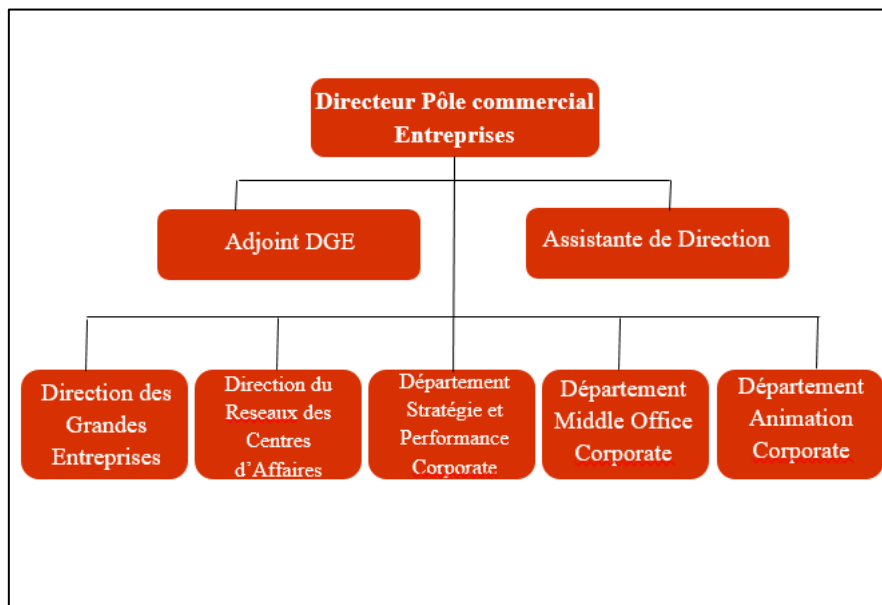 Directeur Pôle commercial
Entreprises
Adjoint DGE
Assistante de Direction
Direction des
Grandes
Entreprises
Direction du
Reseaux des
Centres
d'Affaires
Département
Stratégie et
Performance
Corporate
Département
Middle Office
Corporate
Département
Animation
Corporate